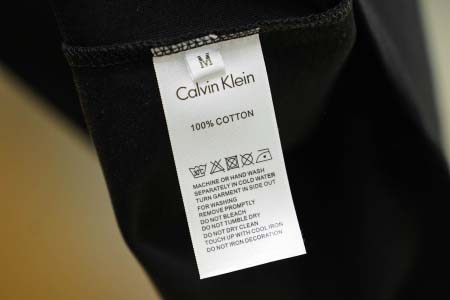 M
Calvin Klein
100% COTTON
MACHINE OR HAND WASH
SEPARATELY IN COLD WATER
TURN GARMENT IN SIDE OUT
FOR WASHING
REMOVE PROMPTLY
DO NOT BLEACH
DO NOT TUMBLE DRY
DO NOT DRY CLEAN
TOUCH UP WITH COOL IRON
DO NOT IRON DECORATION